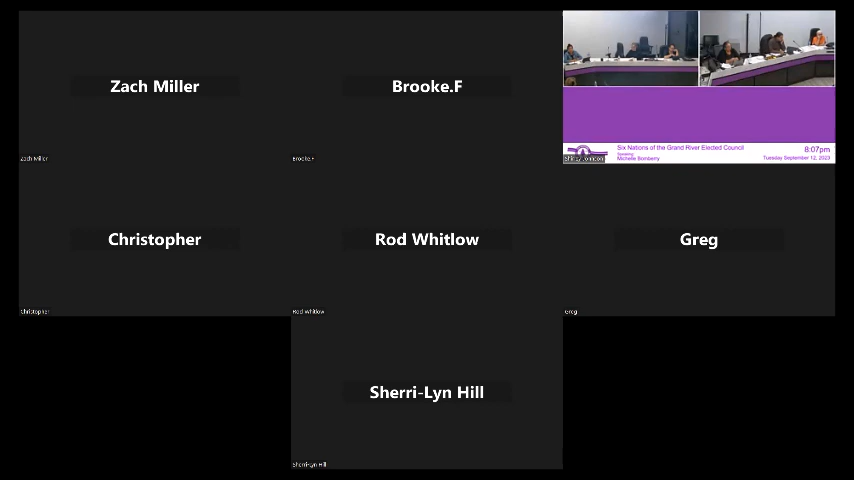 Zach Miller
Brooke.F
Zach Miller
Brooke.F
Six Nations of the Grand River Elected Council
8:07pm
Speaking:
Michelle Bomberry
Tuesday September 12, 2023
Johnson
Christopher
Rod Whitlow
Greg
Christopher
Rod Whitlow
Greg
Sherri-Lyn Hill
Sherri-Lyn Hill